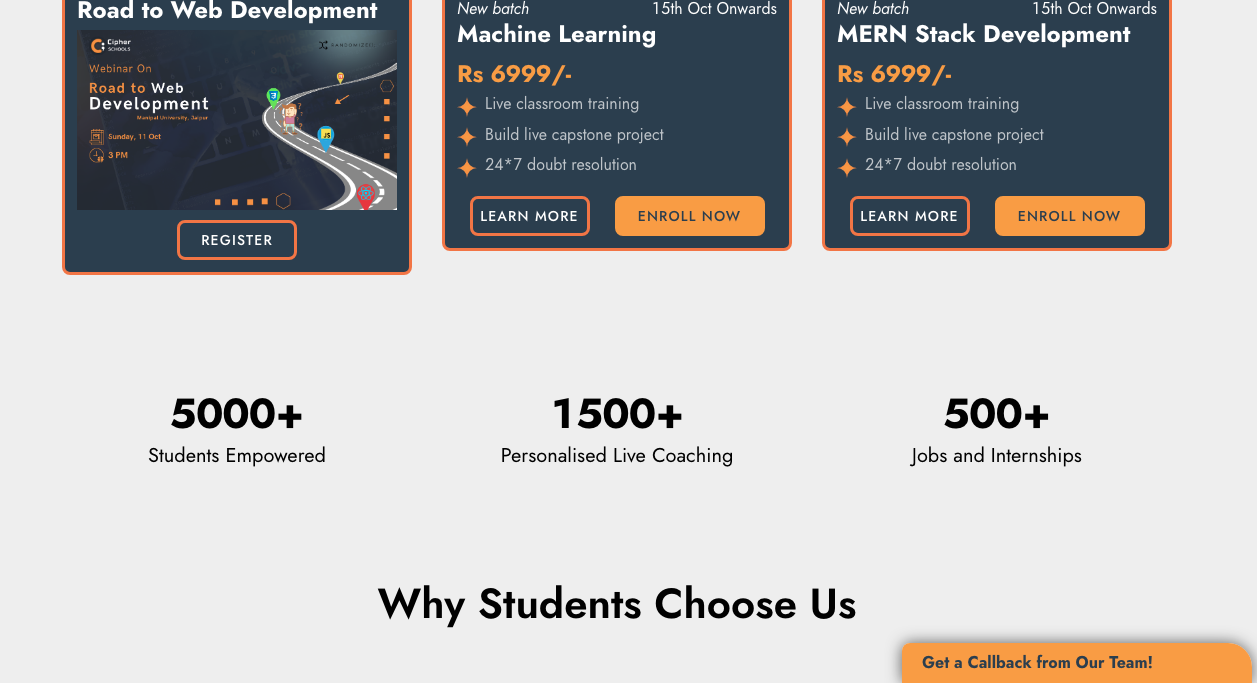 Road to Web Development
Cipher
SCHOOLS
RANDOMIZE()
Webinar On
Road to Web
Development
Manipal University, Jaipur
Sunday, 11 Oct
3 PM
JS
REGISTER
New batch 15th Oct Onwards
Machine Learning
Rs 6999/-
Live classroom training
Build live capstone project
24*7 doubt resolution
LEARN MORE ENROLL NOW
New batch 15th Oct Onwards
MERN Stack Development
Rs 6999/-
Live classroom training
Build live capstone project
24*7 doubt resolution
LEARN MORE ENROLL NOW
5000+
Students Empowered
1500+
Personalised Live Coaching
500+
Jobs and Internships
Why Students Choose Us
Get a Callback from Our Team!